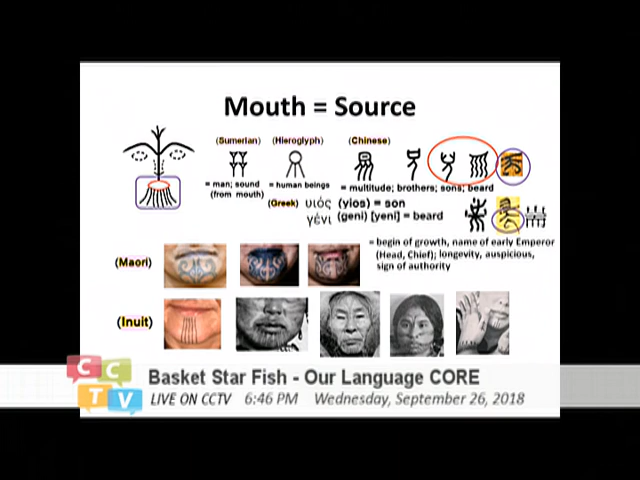 Mouth = Source
(Sumerian) (Hieroglyph) (Chinese)
= man; sound = human beings = multitude; brothers; sons; beard
(from mouth)
(Greek) υιός (yios) = son
γένι (geni) [yeni] = beard
= begin of growth, name of early Emperor
(Head, Chief); longevity, auspicious,
sign of authority
(Maori)
(Inuit)
CCTV
Basket Star Fish - Our Language CORE
LIVE ON CCTV 6:46 PM Wednesday, September 26, 2018